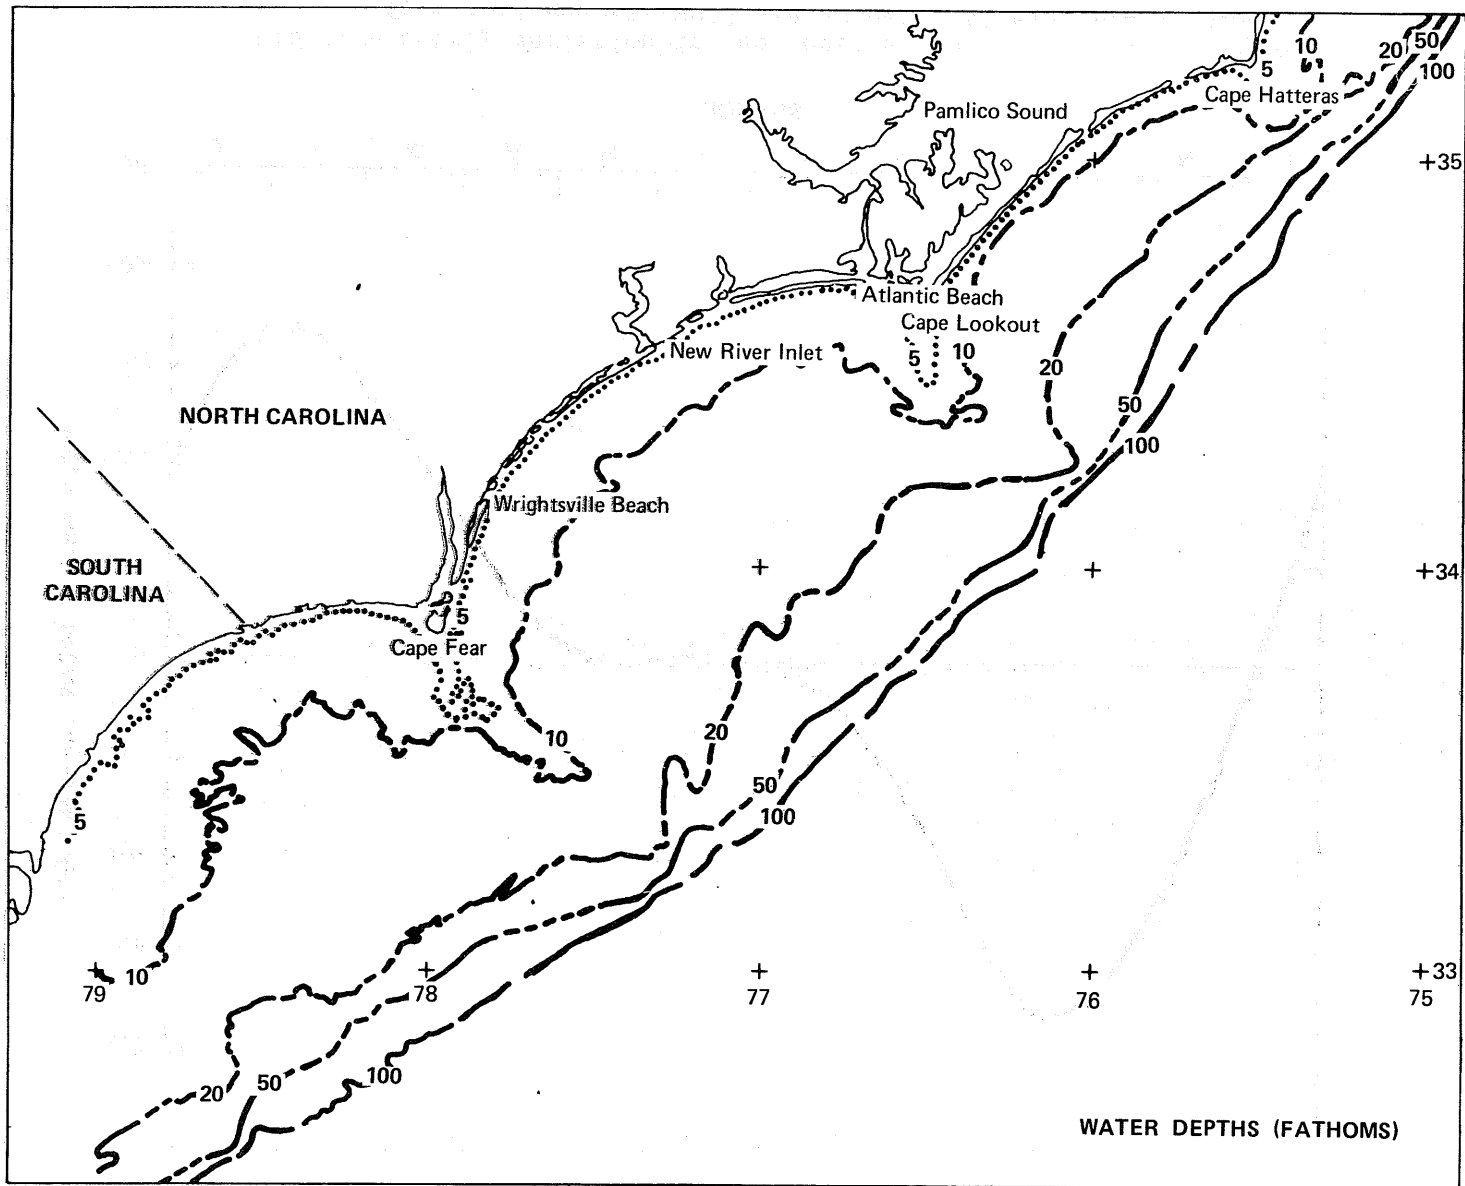 10
50
20
5
100
Cape Hatteras
Pamlico Sound
+35
Atlantic Beach
Cape Lookout
New River Inlet
5
10
20
50
NORTH CAROLINA
100
Wrightsville Beach
SOUTH
CAROLINA
+34
5
Cape Fear
20
10
50
100
5
10
+33
79
78
77
76
75
100
50
20
WATER DEPTHS (FATHOMS)